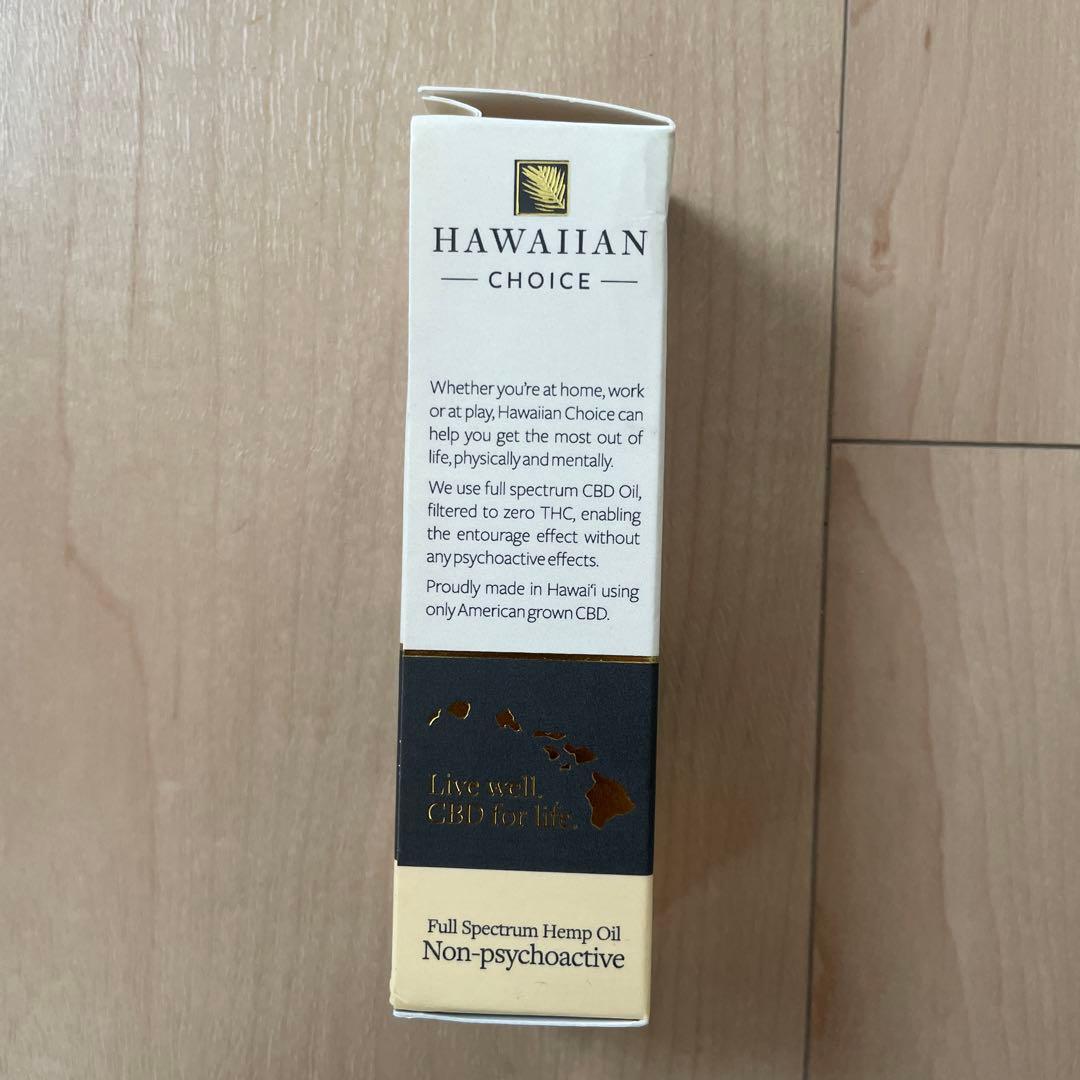 HAWAIIAN
CHOICE
Whether you're at home, work
or at play, Hawaiian Choice can
help you get the most out of
life, physically and mentally.
We use full spectrum CBD Oil,
filtered to zero THC, enabling
the entourage effect without
any psychoactive effects.
Proudly made in Hawaiʻi using
only American grown CBD.
Live well.
CBD for life.
Full Spectrum Hemp Oil
Non-psychoactive